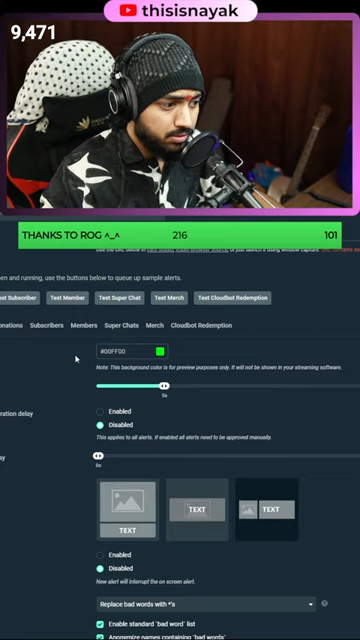 thisisnayak
9,471
THANKS TO ROG ^_^ 216 101
en and running, use the buttons below to queue up sample alerts.
est Subscriber Test Member Test Super Chat Test Merch Test Cloudbot Redemption
onations Subscribers Members Super Chats Merch Cloudbot Redemption
#00FF00
Note: This background color is for preview purposes only. It will not be shown in your streaming software.
5s
ration delay
Enabled
Disabled
This applies to all alerts. If enabled all alerts need to be approved manually.
ay
0s
TEXT TEXT TEXT
Enabled
Disabled
New alert will interrupt the on screen alert.
Replace bad words with *'s
Enable standard 'bad word' list
Anonymize names containing 'bad words'